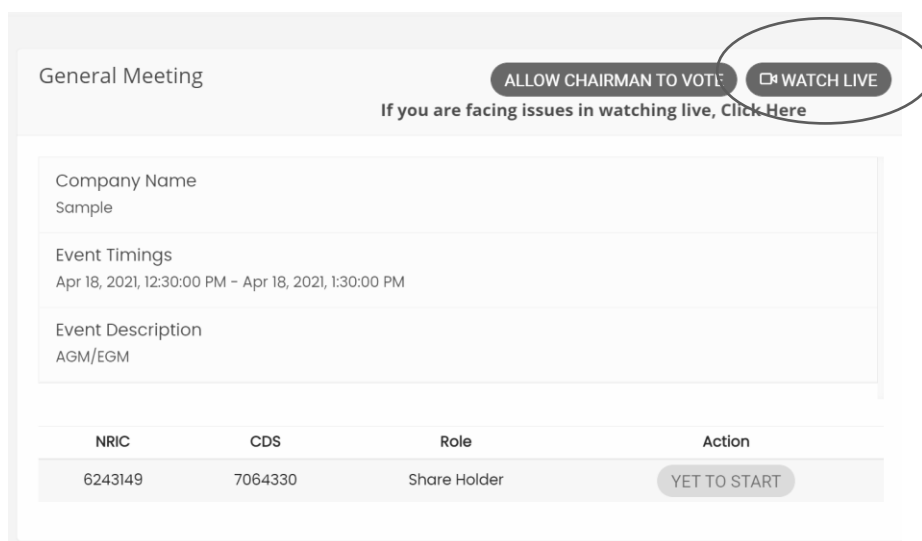 General Meeting
ALLOW CHAIRMAN TO VOTE
WATCH LIVE
If you are facing issues in watching live, Click Here
Company Name
Sample
Event Timings
Apr 18, 2021, 12:30:00 PM - Apr 18, 2021, 1:30:00 PM
Event Description
AGM/EGM
NRIC CDS Role Action
6243149 7064330 Share Holder YET TO START